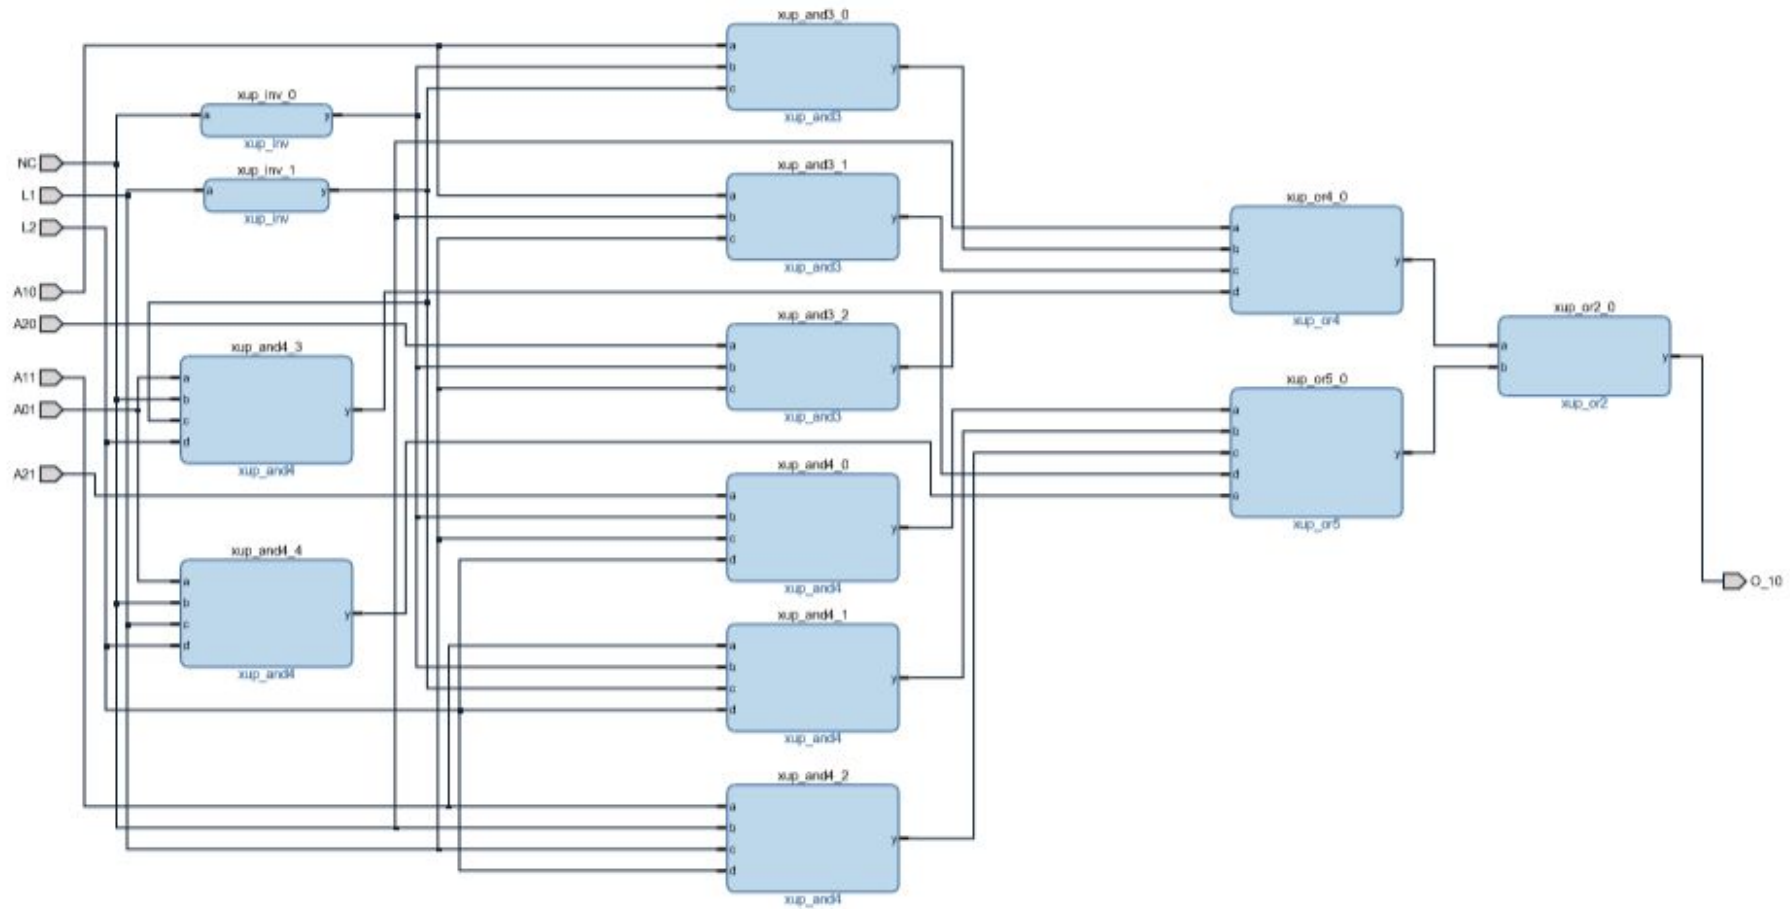 xup_and3_0
a
b
c
y
xup_and3
xup_inv_0
a
y
xup_inv
NC
L1
L2
A10
A20
A11
A01
A21
xup_inv_1
a
y
xup_inv
xup_and3_1
a
b
c
y
xup_and3
xup_or4_0
a
b
c
d
y
xup_or4
xup_and3_2
a
b
c
y
xup_and3
xup_or2_0
a
b
y
xup_or2
xup_and4_3
a
b
c
d
y
xup_and4
xup_or5_0
a
b
c
d
e
y
xup_or5
xup_and4_0
a
b
c
d
y
xup_and4
xup_and4_4
a
b
c
d
y
xup_and4
O_10
xup_and4_1
a
b
c
d
y
xup_and4
xup_and4_2
a
b
c
d
y
xup_and4